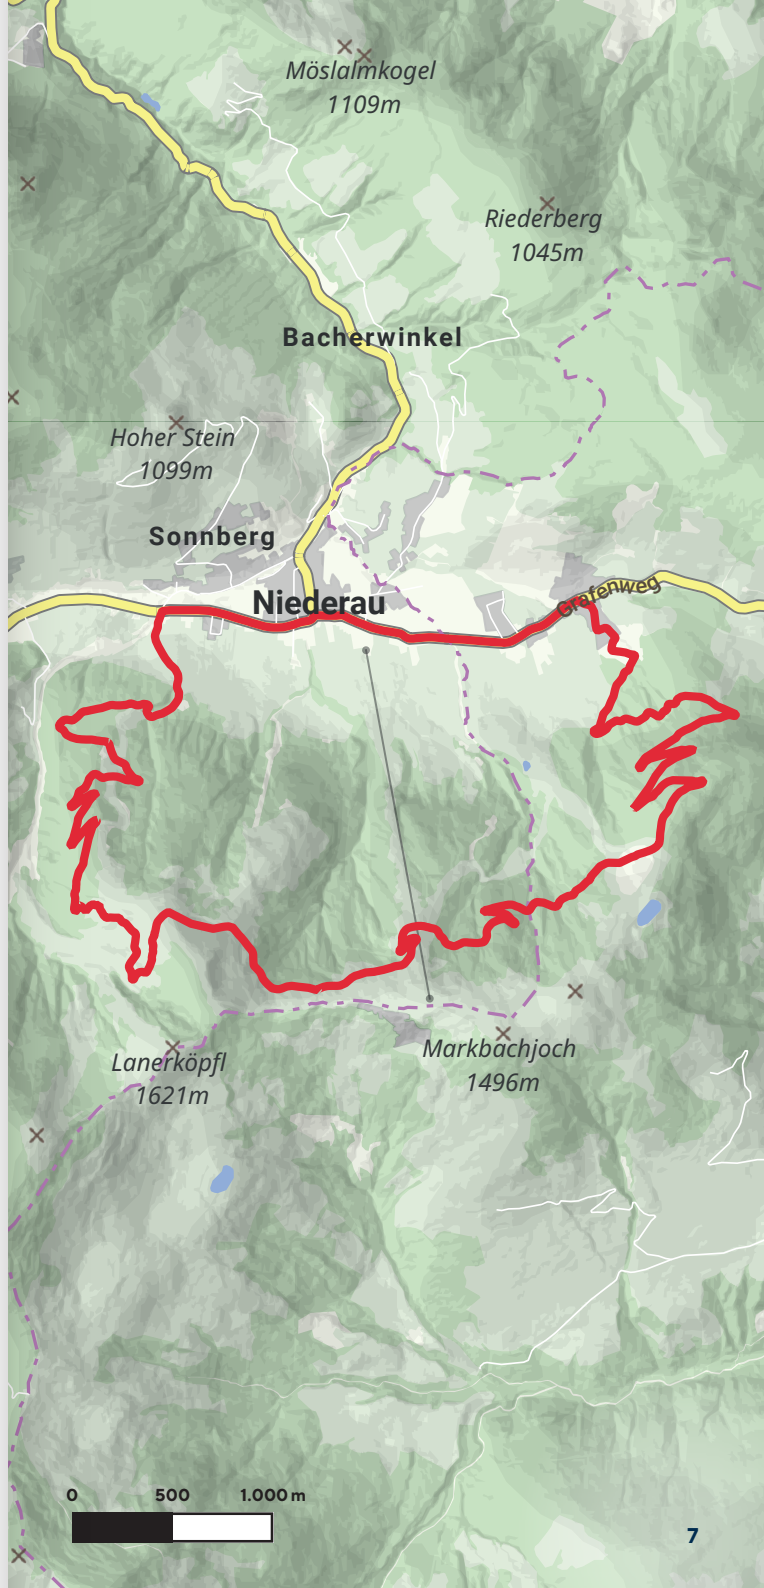 Möslalmkogel
1109m
Riederberg
1045m
Bacherwinkel
Hoher Stein
1099m
Sonnberg
Niederau
Grafenweg
Markbachjoch
1496m
Lanerköpfl
1621m
0 500 1.000 m
7